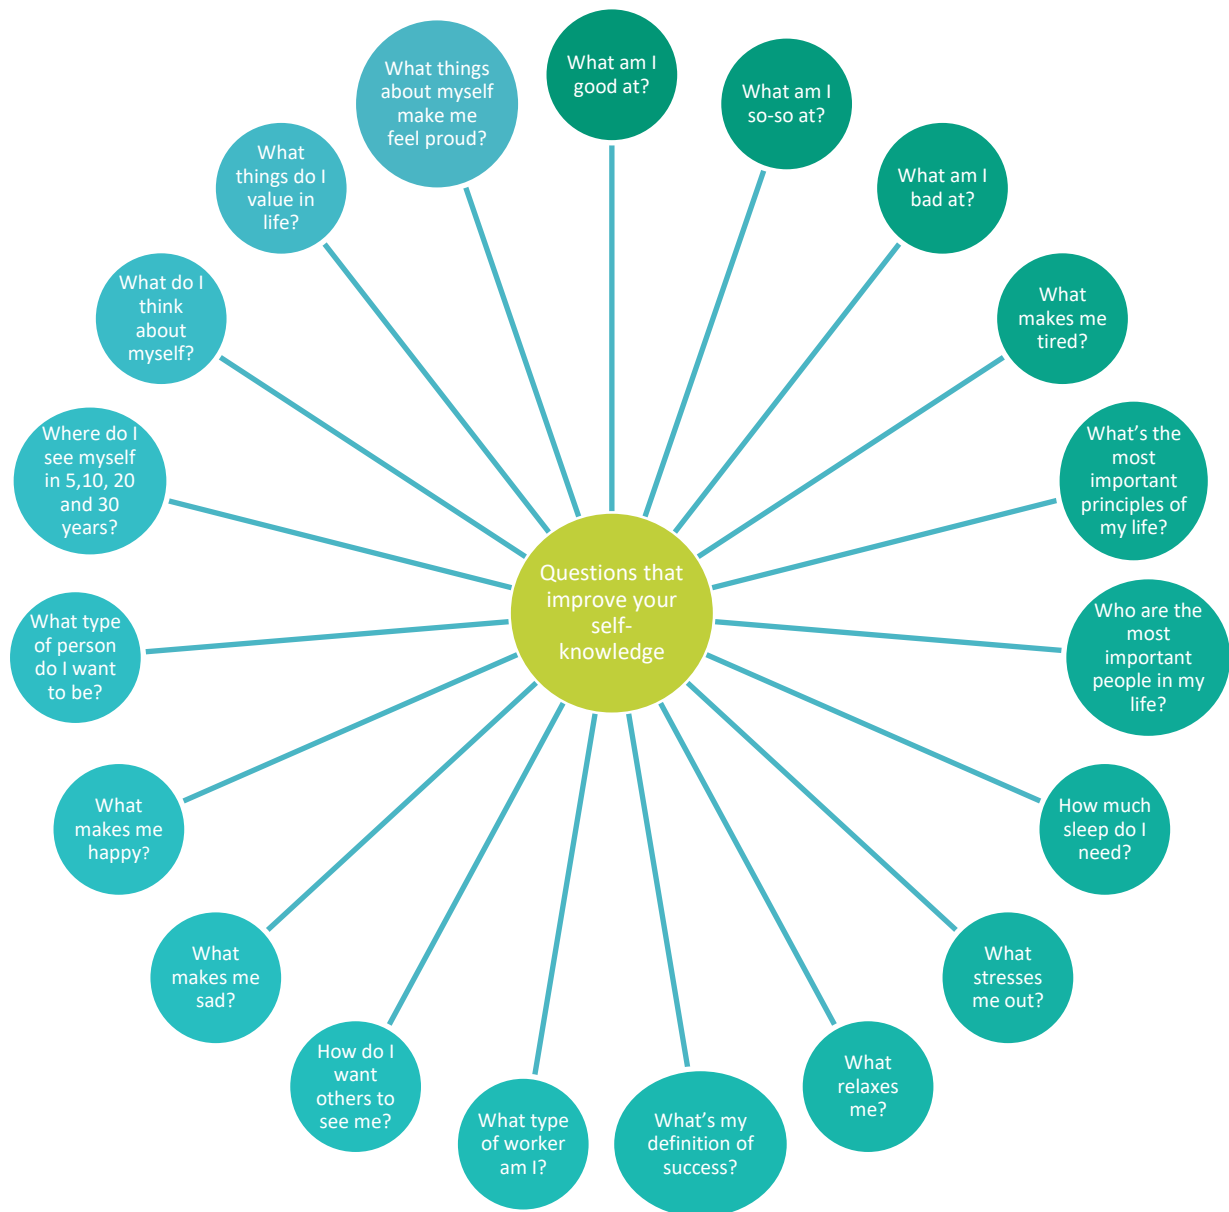 Questions that
improve your
self-
knowledge
What am I
good at?
What am I
so-so at?
What am I
bad at?
What
makes me
tired?
What’s the
most
important
principles of
my life?
Who are the
most
important
people in my
life?
How much
sleep do I
need?
What
stresses
me out?
What
relaxes
me?
What’s my
definition of
success?
What type
of worker
am I?
How do I
want
others to
see me?
What
makes me
sad?
What
makes me
happy?
What type
of person
do I want
to be?
Where do I
see myself
in 5,10, 20
and 30
years?
What do I
think
about
myself?
What
things do I
value in
life?
What things
about myself
make me
feel proud?